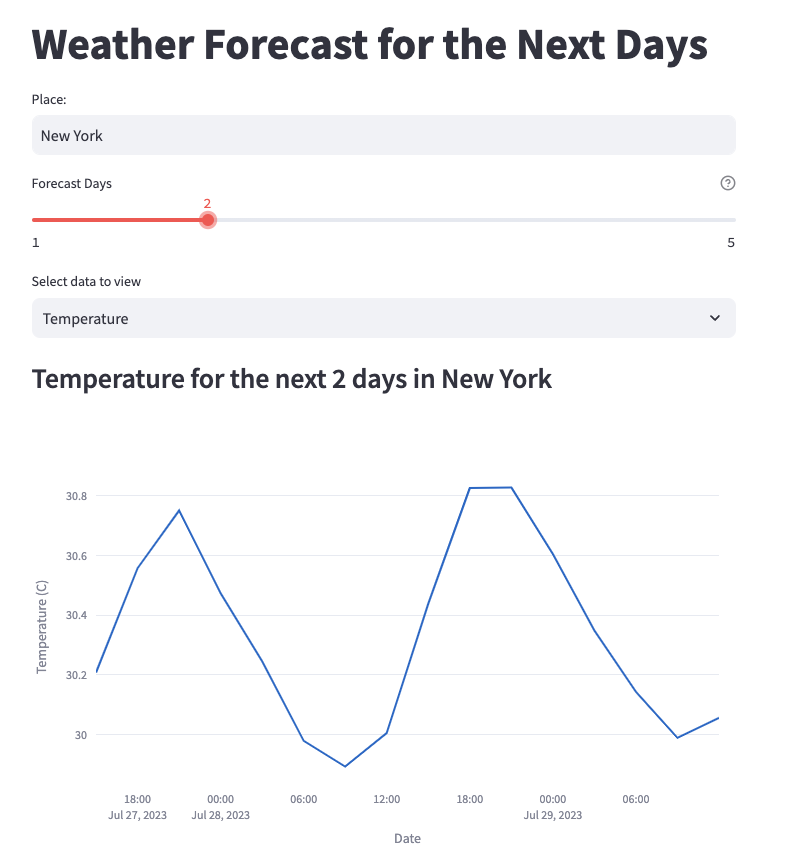 Weather Forecast for the Next Days
Place:
New York
Forecast Days
2
1 5
Select data to view
Temperature
Temperature for the next 2 days in New York
30.8
30.6
30.4
30.2
30
Temperature (C)
18:00 00:00 06:00 12:00 18:00 00:00 06:00
Jul 27, 2023 Jul 28, 2023 Jul 29, 2023
Date